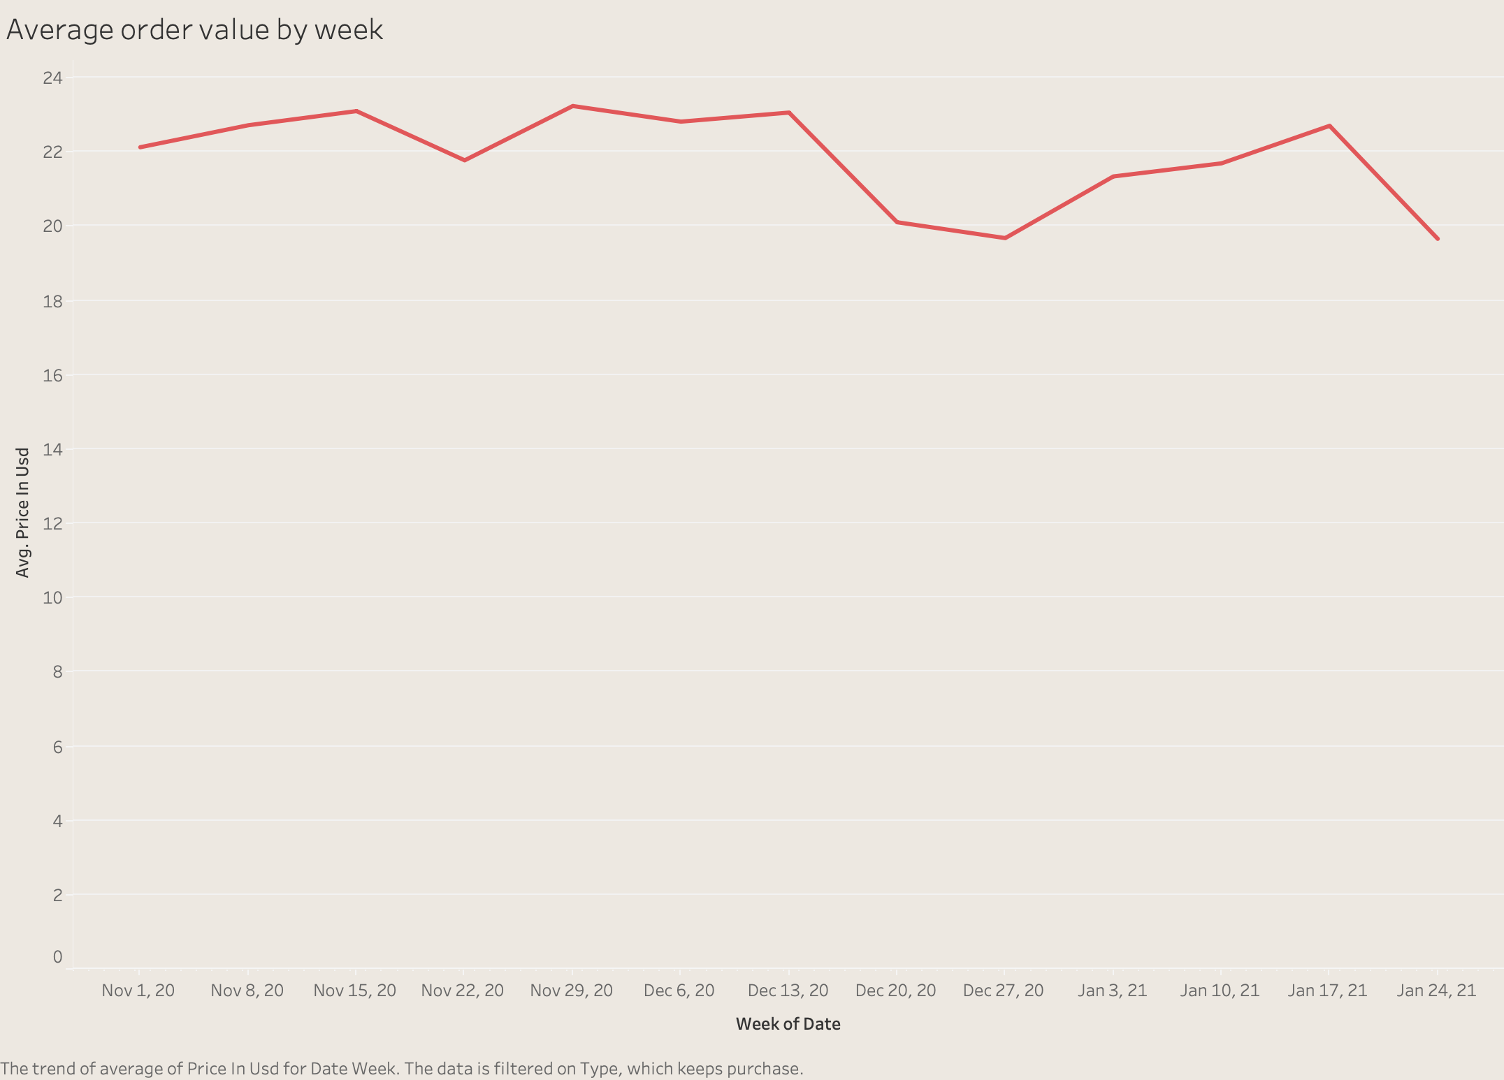 Average order value by week
24
22
20
18
16
14
12
10
8
6
4
2
0
Avg. Price In Usd
Nov 1, 20 Nov 8, 20 Nov 15, 20 Nov 22, 20 Nov 29, 20 Dec 6, 20 Dec 13, 20 Dec 20, 20 Dec 27, 20 Jan 3, 21 Jan 10, 21 Jan 17, 21 Jan 24, 21
Week of Date
The trend of average of Price In Usd for Date Week. The data is filtered on Type, which keeps purchase.